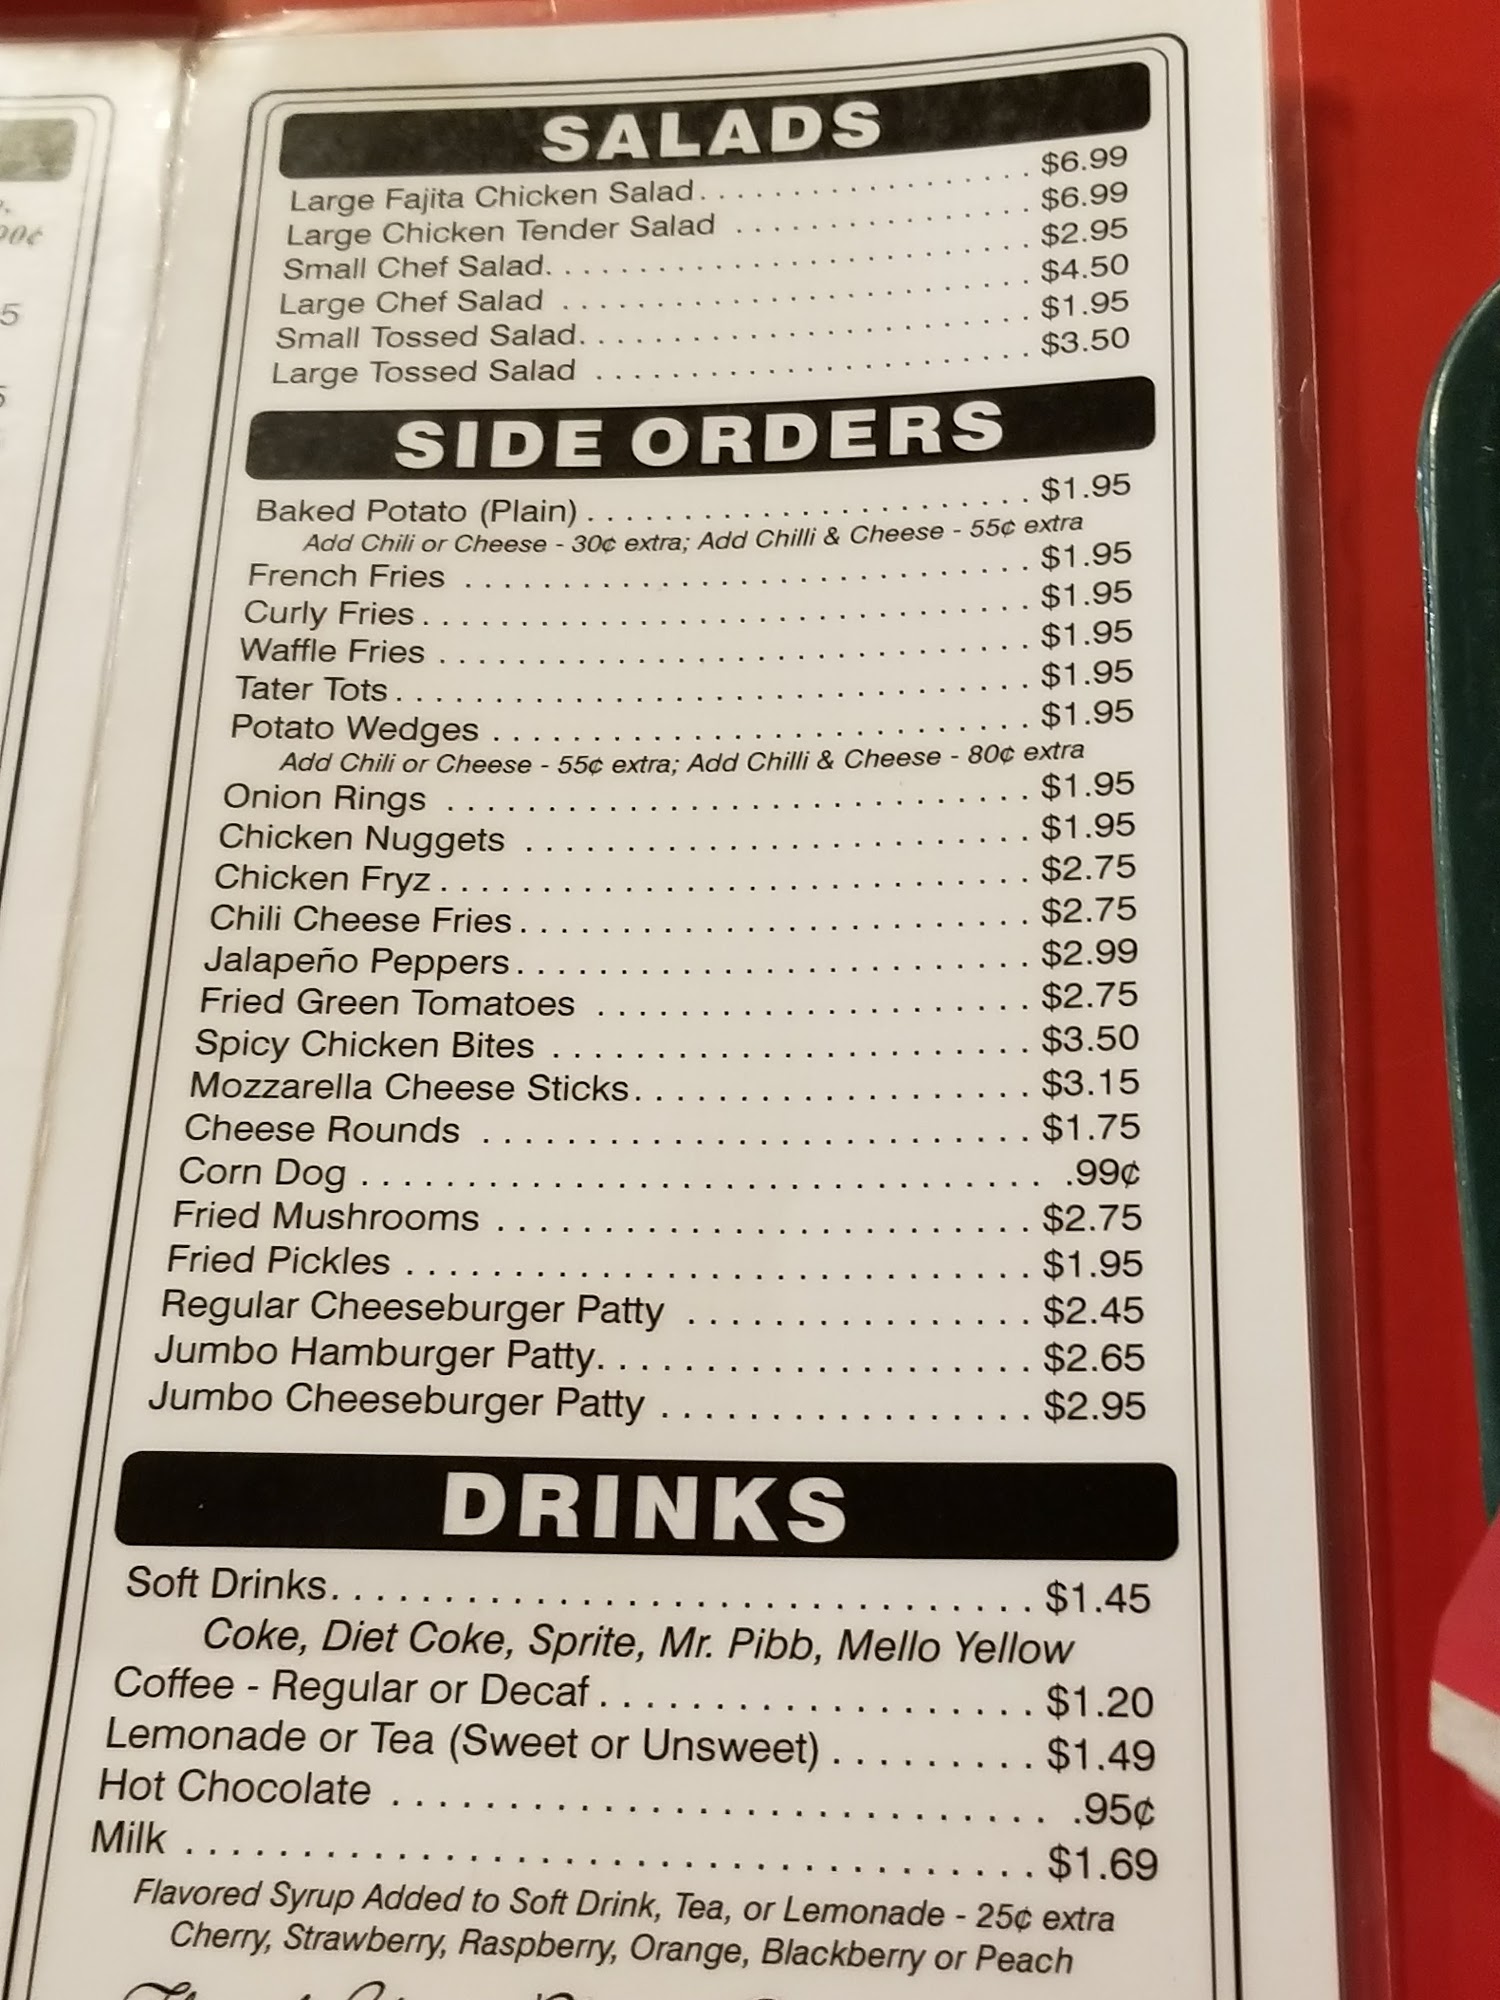 00¢
5
5
SALADS
Large Fajita Chicken Salad. . . . . . . . . . . . . . . . . . $6.99
Large Chicken Tender Salad . . . . . . . . . . . . . . . . $6.99
Small Chef Salad. . . . . . . . . . . . . . . . . . . . . . . . . $2.95
Large Chef Salad . . . . . . . . . . . . . . . . . . . . . . . . $4.50
Small Tossed Salad. . . . . . . . . . . . . . . . . . . . . . . $1.95
Large Tossed Salad . . . . . . . . . . . . . . . . . . . . . . $3.50
SIDE ORDERS
Baked Potato (Plain) . . . . . . . . . . . . . . . . . . . . . . $1.95
Add Chili or Cheese - 30¢ extra; Add Chilli & Cheese - 55¢ extra
French Fries . . . . . . . . . . . . . . . . . . . . . . . . . . . $1.95
Curly Fries . . . . . . . . . . . . . . . . . . . . . . . . . . . . . $1.95
Waffle Fries . . . . . . . . . . . . . . . . . . . . . . . . . . . . $1.95
Tater Tots . . . . . . . . . . . . . . . . . . . . . . . . . . . . . . $1.95
Potato Wedges . . . . . . . . . . . . . . . . . . . . . . . . . $1.95
Add Chili or Cheese - 55¢ extra; Add Chilli & Cheese - 80¢ extra
Onion Rings . . . . . . . . . . . . . . . . . . . . . . . . . . . $1.95
Chicken Nuggets . . . . . . . . . . . . . . . . . . . . . . . $1.95
Chicken Fryz . . . . . . . . . . . . . . . . . . . . . . . . . . . $2.75
Chili Cheese Fries . . . . . . . . . . . . . . . . . . . . . . . $2.75
Jalapeño Peppers . . . . . . . . . . . . . . . . . . . . . . . $2.99
Fried Green Tomatoes . . . . . . . . . . . . . . . . . . . $2.75
Spicy Chicken Bites . . . . . . . . . . . . . . . . . . . . . $3.50
Mozzarella Cheese Sticks. . . . . . . . . . . . . . . . . . $3.15
Cheese Rounds . . . . . . . . . . . . . . . . . . . . . . . . $1.75
Corn Dog . . . . . . . . . . . . . . . . . . . . . . . . . . . . . . .99¢
Fried Mushrooms . . . . . . . . . . . . . . . . . . . . . . . $2.75
Fried Pickles . . . . . . . . . . . . . . . . . . . . . . . . . . . $1.95
Regular Cheeseburger Patty . . . . . . . . . . . . . . . $2.45
Jumbo Hamburger Patty. . . . . . . . . . . . . . . . . . . $2.65
Jumbo Cheeseburger Patty . . . . . . . . . . . . . . . . $2.95
DRINKS
Soft Drinks. . . . . . . . . . . . . . . . . . . . . . . . . . . . . . $1.45
Coke, Diet Coke, Sprite, Mr. Pibb, Mello Yellow
Coffee - Regular or Decaf . . . . . . . . . . . . . . . . . . $1.20
Lemonade or Tea (Sweet or Unsweet) . . . . . . . . . $1.49
Hot Chocolate . . . . . . . . . . . . . . . . . . . . . . . . . . . .95¢
Milk . . . . . . . . . . . . . . . . . . . . . . . . . . . . . . . . . . . $1.69
Flavored Syrup Added to Soft Drink, Tea, or Lemonade - 25¢ extra
Cherry, Strawberry, Raspberry, Orange, Blackberry or Peach